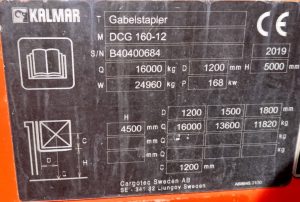 KALMAR
T Gabelstapler
M DCG 160-12
S/N B40400684 2019
Q 16000 kg D 1200 mm H 5000 mm
W 24960 kg P 168 kW
D 1200 1500 1800 mm
H 4500 mm Q 16000 13600 11820 kg
C 1200 mm
C
H
D
Cargotec Sweden AB
SE - 341 32 Ljungby Sweden
CE